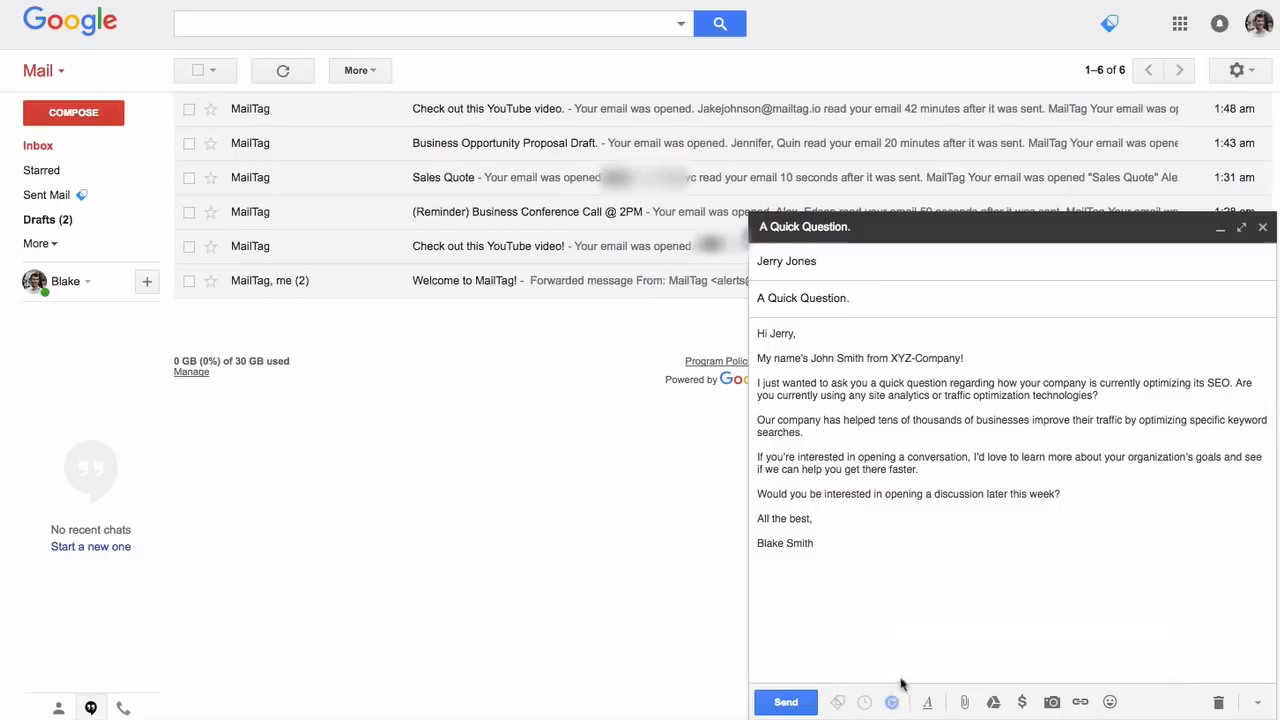 Google
Mail
More
1–6 of 6
COMPOSE
Inbox
Starred
Sent Mail
Drafts (2)
More
Blake
MailTag Check out this YouTube video. - Your email was opened. Jakejohnson@mailtag.io read your email 42 minutes after it was sent. MailTag Your email was op 1:48 am
MailTag Business Opportunity Proposal Draft. - Your email was opened. Jennifer, Quin read your email 20 minutes after it was sent. MailTag Your email was opene 1:43 am
MailTag Sales Quote - Your email was opened vc read your email 10 seconds after it was sent. MailTag Your email was opened "Sales Quote" Ale 1:31 am
MailTag (Reminder) Business Conference Call @ 2PM - Your email was opened.
MailTag Check out this YouTube video! - Your email was opened
MailTag, me (2) Welcome to MailTag! - Forwarded message From: MailTag <alerts@
0 GB (0%) of 30 GB used
Manage
Program Polic
Powered by Goo
No recent chats
Start a new one
A Quick Question.
Jerry Jones
A Quick Question.
Hi Jerry,
My name's John Smith from XYZ-Company!
I just wanted to ask you a quick question regarding how your company is currently optimizing its SEO. Are
you currently using any site analytics or traffic optimization technologies?
Our company has helped tens of thousands of businesses improve their traffic by optimizing specific keyword
searches.
If you're interested in opening a conversation, I'd love to learn more about your organization's goals and see
if we can help you get there faster.
Would you be interested in opening a discussion later this week?
All the best,
Blake Smith
Send